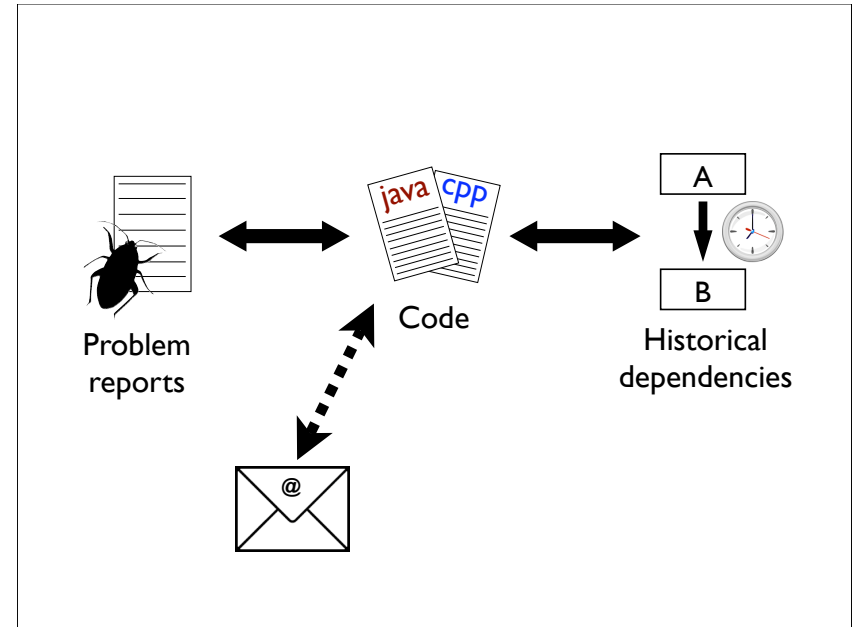 java
cpp
A
B
Code
Problem
reports
Historical
dependencies
@